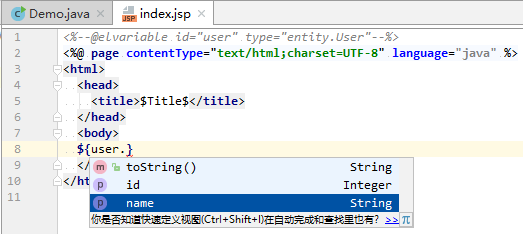 Demo.java × index.jsp ×
1 <%--@elvariable id="user" type="entity.User"--%>
2 <%@ page contentType="text/html;charset=UTF-8" language="java" %>
3 <html>
4 <head>
5 <title>$Title$</title>
6 </head>
7 <body>
8 ${user.}
9 </
10 </ht
11
m toString() String
p id Integer
p name String
你是否知道快速定义视图(Ctrl+Shift+I)在自动完成和查找里也有? >> π